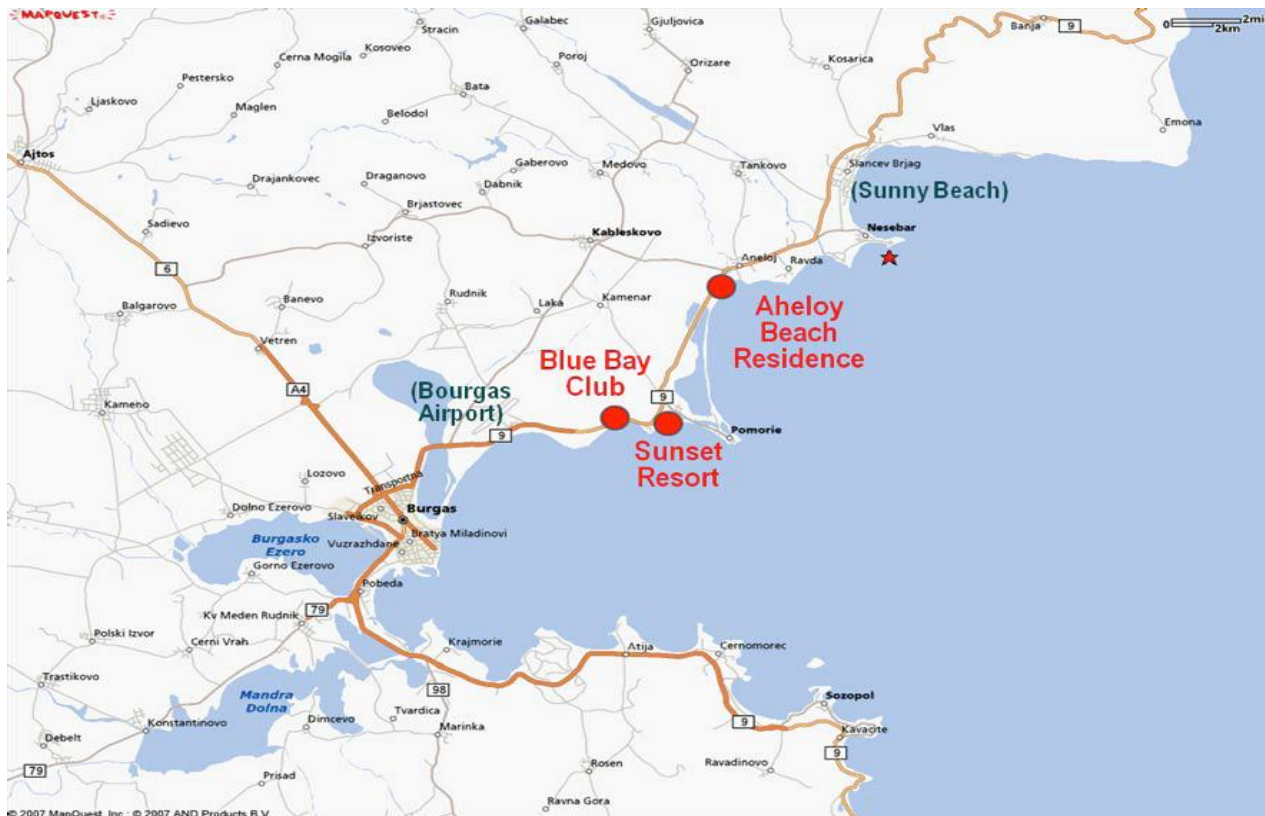 MAPQUEST
Galabec
Gjuljovica
Banja
9
0
2mi
2km
Stracin
Kosoveo
Cerna Mogila
Poroj
Orizare
Kosarica
Pestersko
Bata
Ljaskovo
Maglen
Belodol
Vlas
Emona
Ajtos
Gaberovo
Medovo
Tankovo
Slancev Brjag
Drajankovec
Draganovo
Dabnik
(Sunny Beach)
Brjastovec
Sadievo
Izvoriste
Kableskovo
Nesebar
Aneloj
Ravda
6
Balgarovo
Banevo
Rudnik
Laka
Kamenar
Aheloy
Beach
Residence
Vetren
Blue Bay
Club
A4
(Bourgas
Airport)
9
Kameno
9
Pomorie
Sunset
Resort
Lozovo
Transportna
Dolno Ezerovo
Slaveikov
Burgas
Burgasko
Ezero
Bratya Miladinovi
Vuzrazhdane
Gorno Ezerovo
Pobeda
79
Kv Meden Rudnik
Polski Izvor
Cerni Vrah
Krajmorie
Atija
Cernomorec
Trastikovo
98
Mandra
Dolna
Sozopol
Konstantinovo
Dimcevo
Tvardica
Marinka
9
Kavacite
Debelt
9
79
Prisad
Rosen
Ravadinovo
Ravna Gora
© 2007 MapQuest, Inc.; © 2007 AND Products B.V.